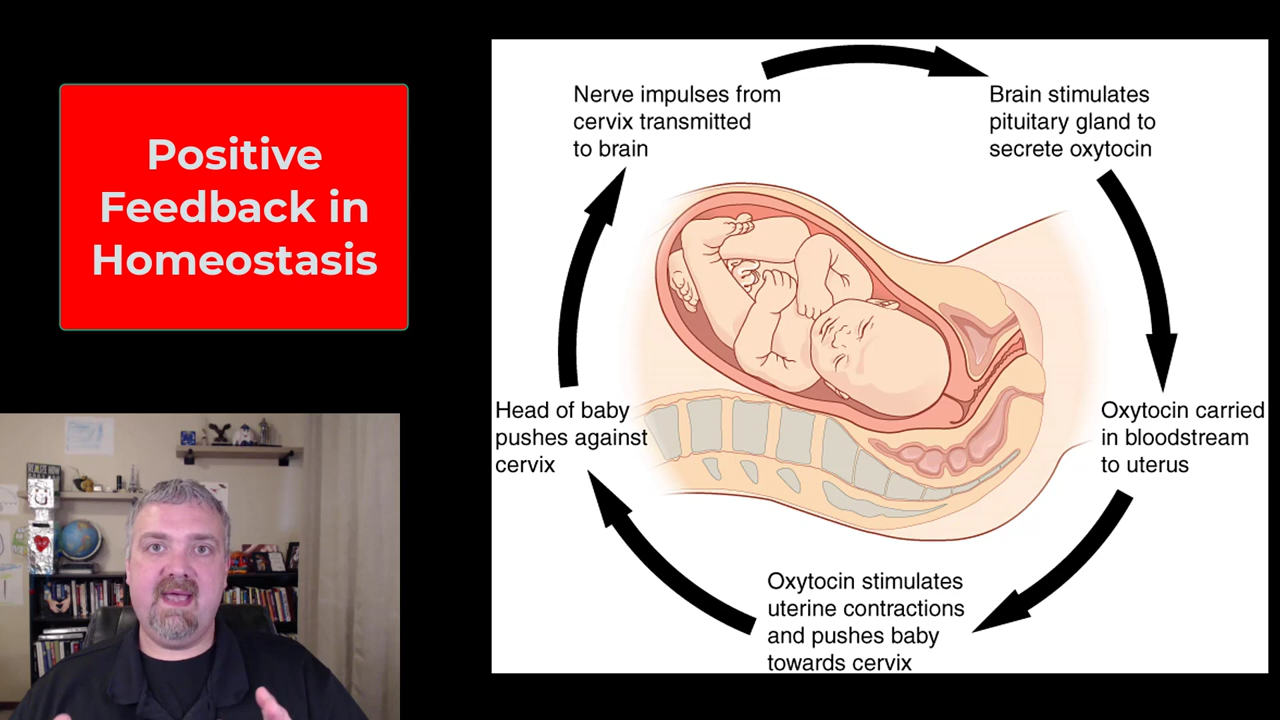 Positive
Feedback in
Homeostasis
Nerve impulses from
cervix transmitted
to brain
Brain stimulates
pituitary gland to
secrete oxytocin
Oxytocin carried
in bloodstream
to uterus
Oxytocin stimulates
uterine contractions
and pushes baby
towards cervix
Head of baby
pushes against
cervix